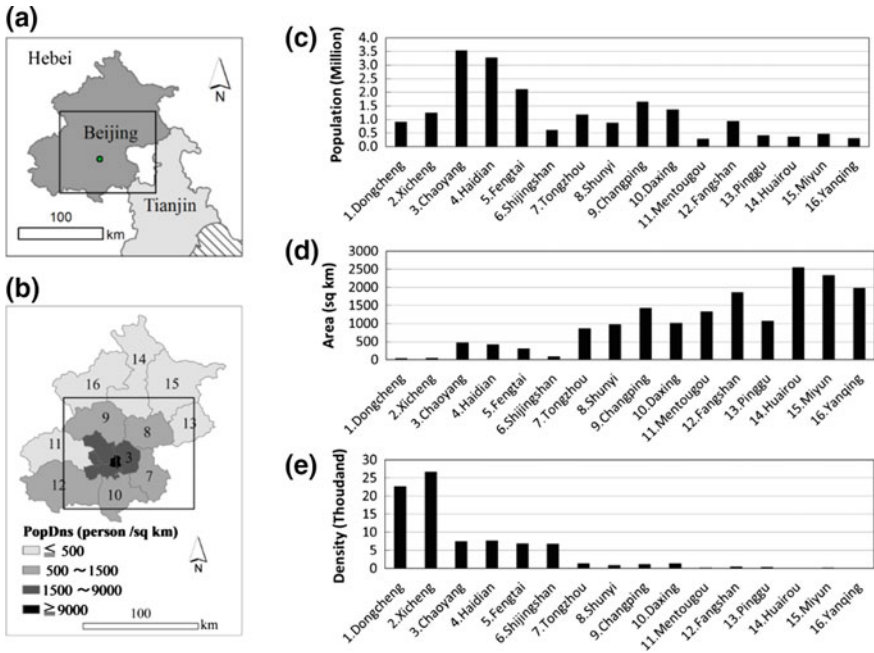 (a)
Hebei
N
Beijing
Tianjin
100
km
(b)
14
16
15
9
8
13
11
3
7
12
10
PopDns (person /sq km)
≦ 500
500 ~1500
1500 ~9000
≧9000
N
100
km
(c)
Population (Million)
4.0
3.5
3.0
2.5
2.0
1.5
1.0
0.5
0.0
1.Dongcheng
2.Xicheng
3.Chaoyang
4.Haidian
5.Fengtai
6.Shijingshan
7.Tongzhou
8.Shunyi
9.Changping
10.Daxing
11.Mentougou
12.Fangshan
13.Pinggu
14.Huairou
15.Miyun
16.Yanqing
(d)
Area (sq km)
3000
2500
2000
1500
1000
500
0
1.Dongcheng
2.Xicheng
3.Chaoyang
4.Haidian
5.Fengtai
6.Shijingshan
7.Tongzhou
8.Shunyi
9.Changping
10.Daxing
11.Mentougou
12.Fangshan
13.Pinggu
14.Huairou
15.Miyun
16.Yanqing
(e)
Density (Thoudand)
30
25
20
15
10
5
0
1.Dongcheng
2.Xicheng
3.Chaoyang
4.Haidian
5.Fengtai
6.Shijingshan
7.Tongzhou
8.Shunyi
9.Changping
10.Daxing
11.Mentougou
12.Fangshan
13.Pinggu
14.Huairou
15.Miyun
16.Yanqing